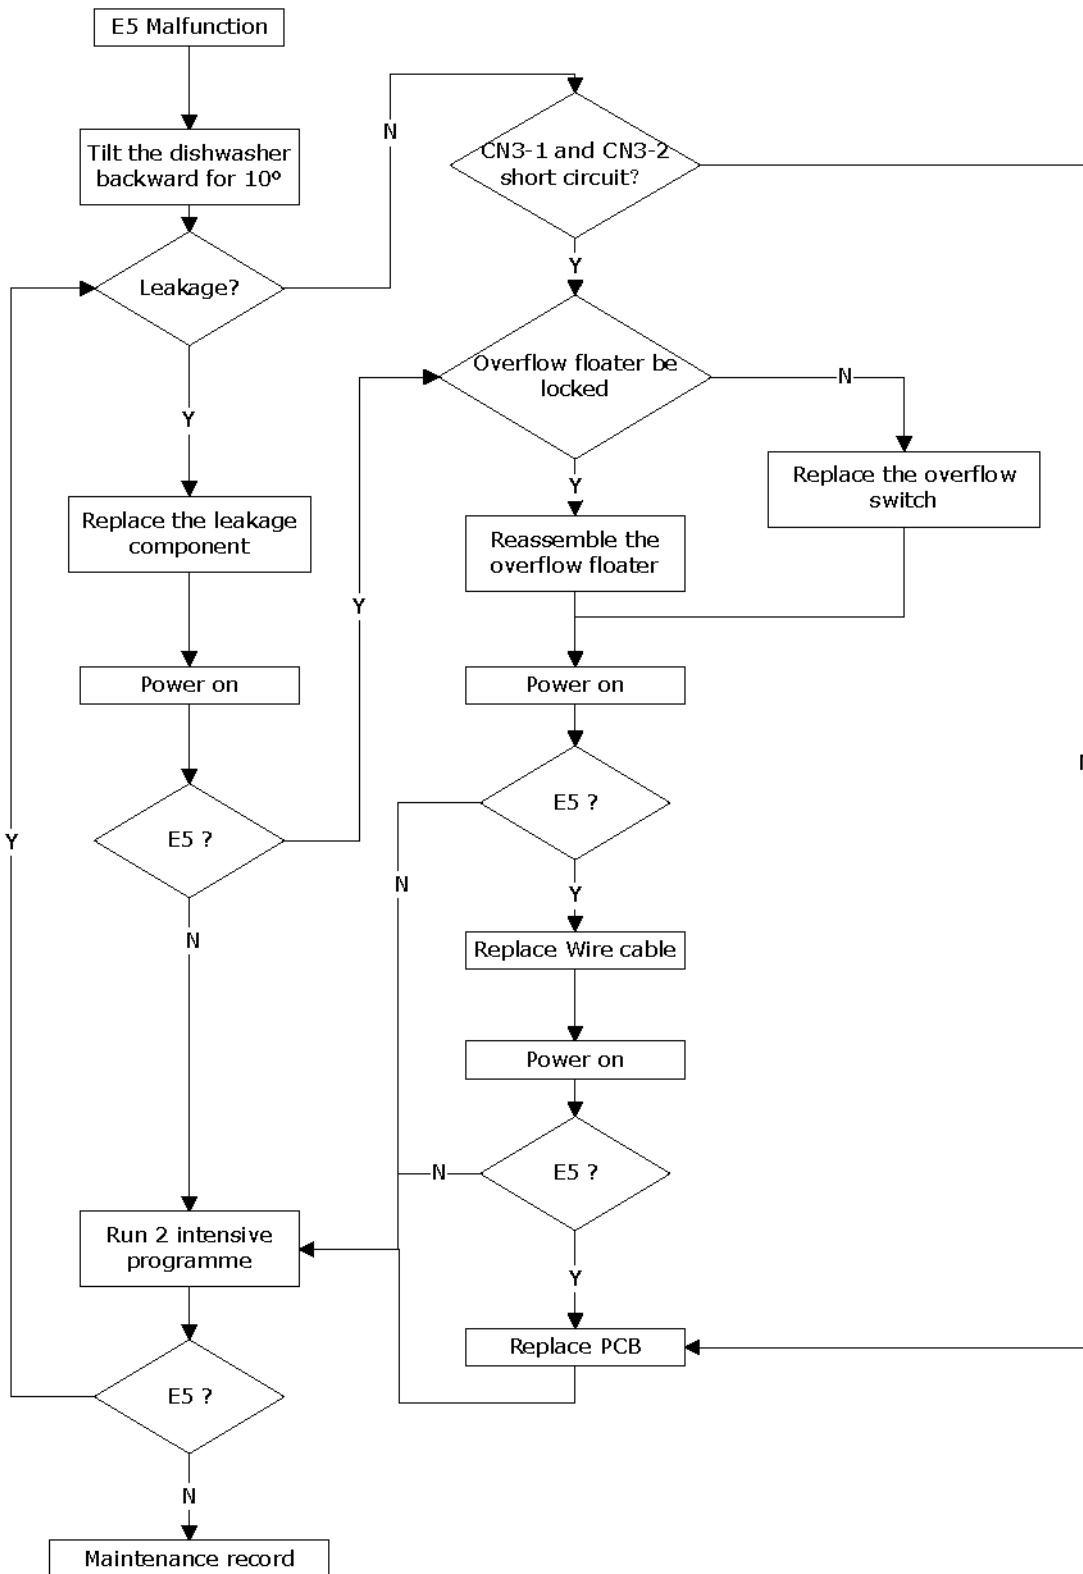 E5 Malfunction
N
CN3-1 and CN3-2
short circuit?
Tilt the dishwasher
backward for 10º
Y
Leakage?
Overflow floater be
locked
N
Y
Replace the overflow
switch
Y
Replace the leakage
component
Reassemble the
overflow floater
Y
Power on
Power on
E5 ?
E5 ?
Y
N
Y
N
Replace Wire cable
Power on
E5 ?
N
Run 2 intensive
programme
Y
Replace PCB
E5 ?
N
Maintenance record